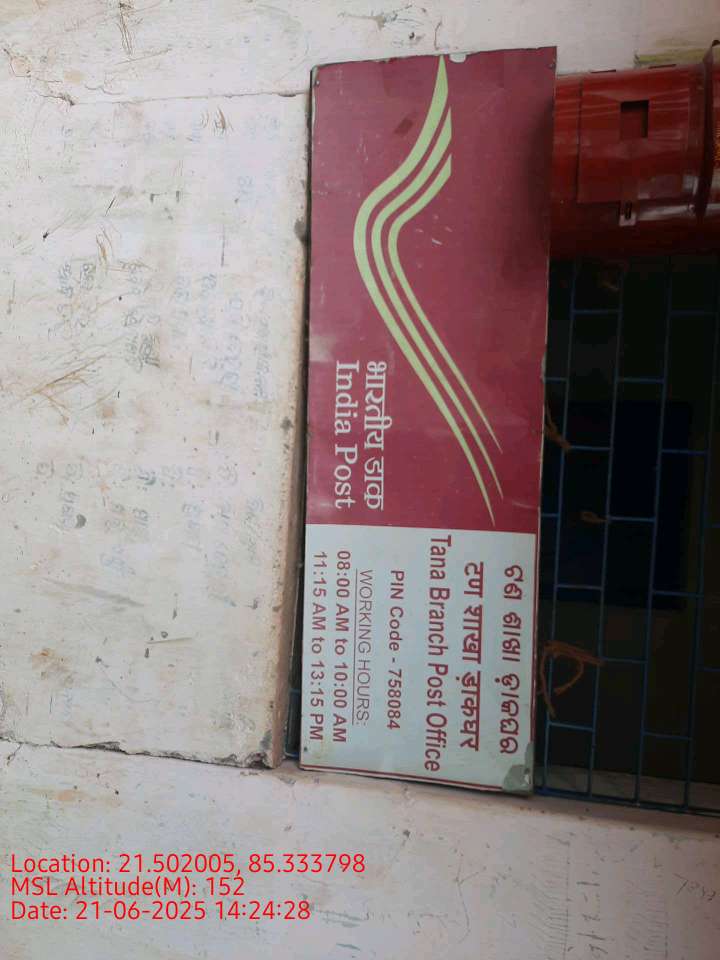 भारतीय डाक
India Post
ଟଣ ଶାଖା ଡ଼ାକଘର
टण शाखा ड़ाकघर
Tana Branch Post Office
PIN Code - 758084
WORKING HOURS:
08:00 AM to 10:00 AM
11:15 AM to 13:15 PM
Location: 21.502005, 85.333798
MSL Altitude(M): 152
Date: 21-06-2025 14:24:28